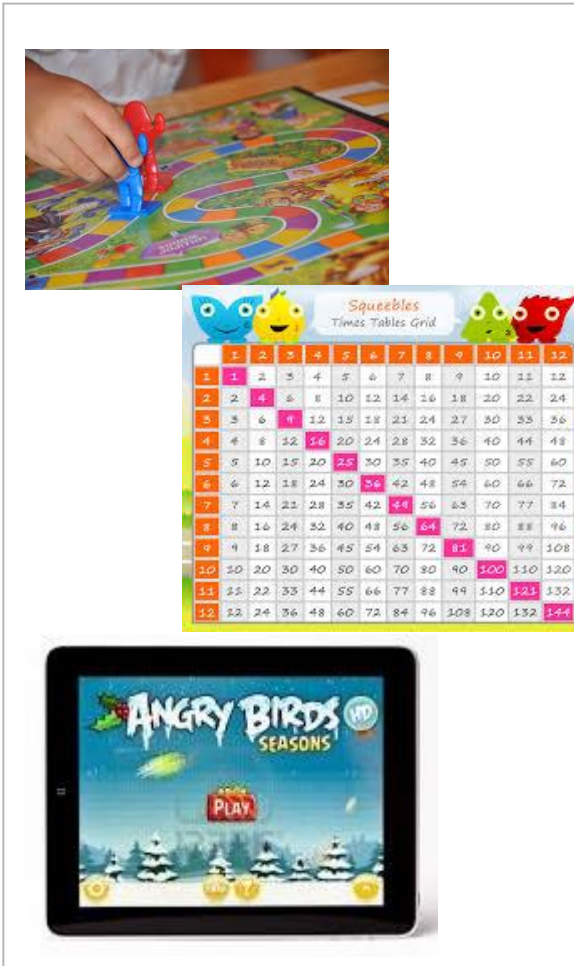 Squeebles
Times Tables Grid
1 2 3 4 5 6 7 8 9 10 11 12
1 1 2 3 4 5 6 7 8 9 10 11 12
2 2 4 6 8 10 12 14 16 18 20 22 24
3 3 6 9 12 15 18 21 24 27 30 33 36
4 4 8 12 16 20 24 28 32 36 40 44 48
5 5 10 15 20 25 30 35 40 45 50 55 60
6 6 12 18 24 30 36 42 48 54 60 66 72
7 7 14 21 28 35 42 49 56 63 70 77 84
8 8 16 24 32 40 48 56 64 72 80 88 96
9 9 18 27 36 45 54 63 72 81 90 99 108
10 10 20 30 40 50 60 70 80 90 100 110 120
11 11 22 33 44 55 66 77 88 99 110 121 132
12 12 24 36 48 60 72 84 96 108 120 132 144
ANGRY BIRDS HD
SEASONS
PLAY